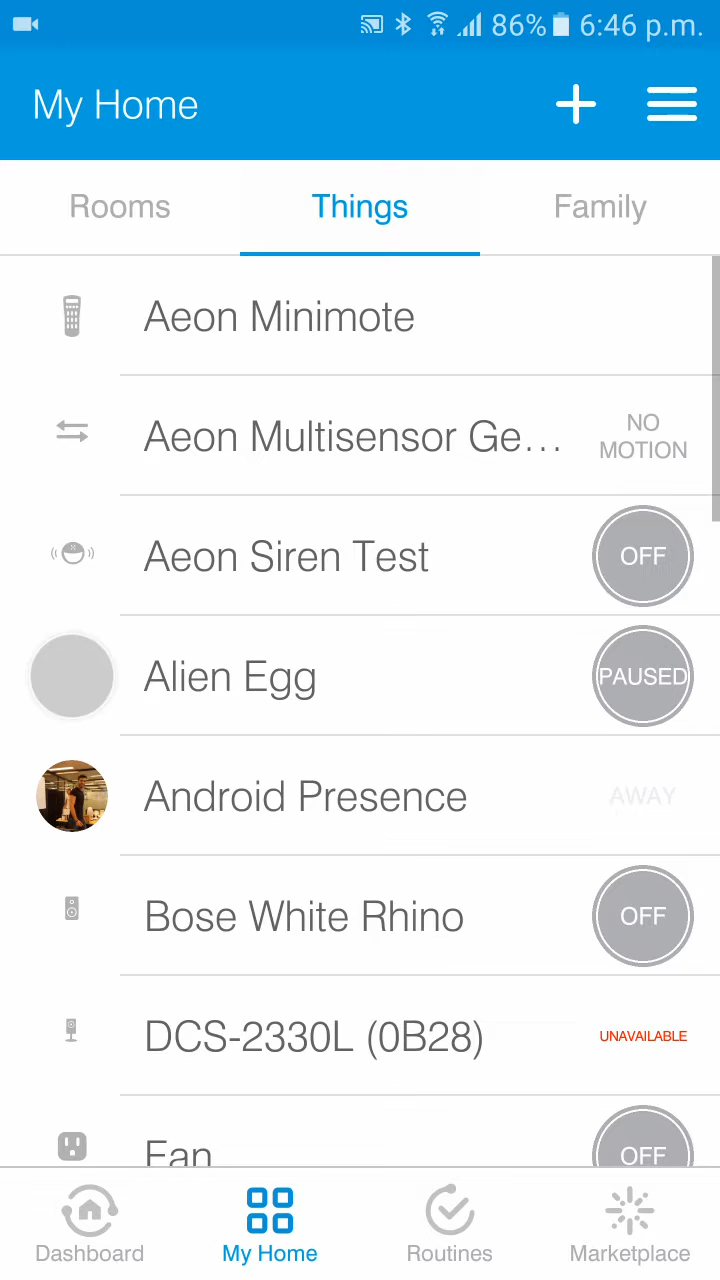 86% 6:46 p.m.
My Home
Rooms Things Family
Aeon Minimote
Aeon Multisensor Ge...
NO
MOTION
Aeon Siren Test
OFF
Alien Egg
PAUSED
Android Presence
AWAY
Bose White Rhino
OFF
DCS-2330L (0B28)
UNAVAILABLE
Fan
OFF
Dashboard My Home Routines Marketplace